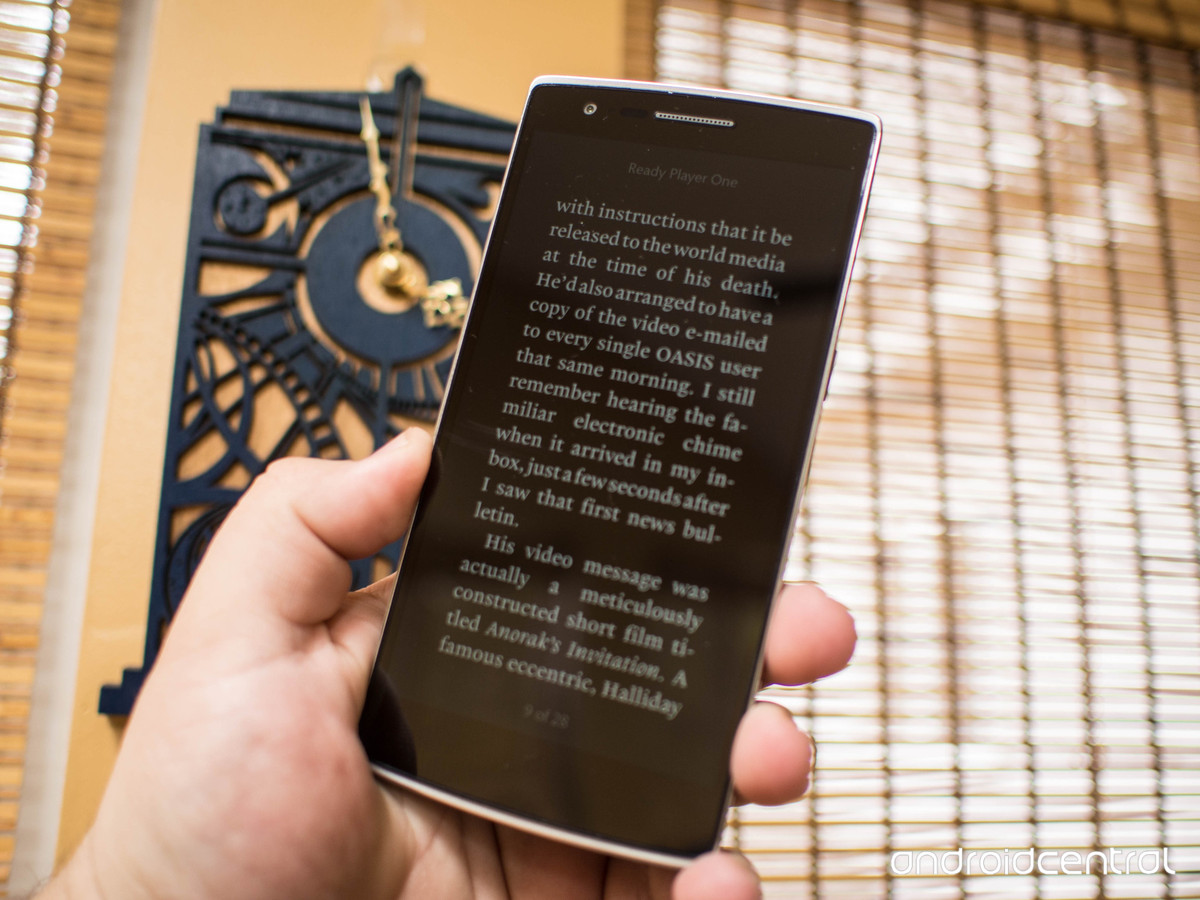 Ready Player One
with instructions that it be
released to the world media
at the time of his death.
He'd also arranged to have a
copy of the video e-mailed
to every single OASIS user
that same morning. I still
remember hearing the fa-
miliar electronic chime
when it arrived in my in-
box, just a few seconds after
I saw that first news bul-
letin.
His video message was
actually a meticulously
constructed short film ti-
tled Anorak's Invitation. A
famous eccentric, Halliday
9 of 28
androidcentral